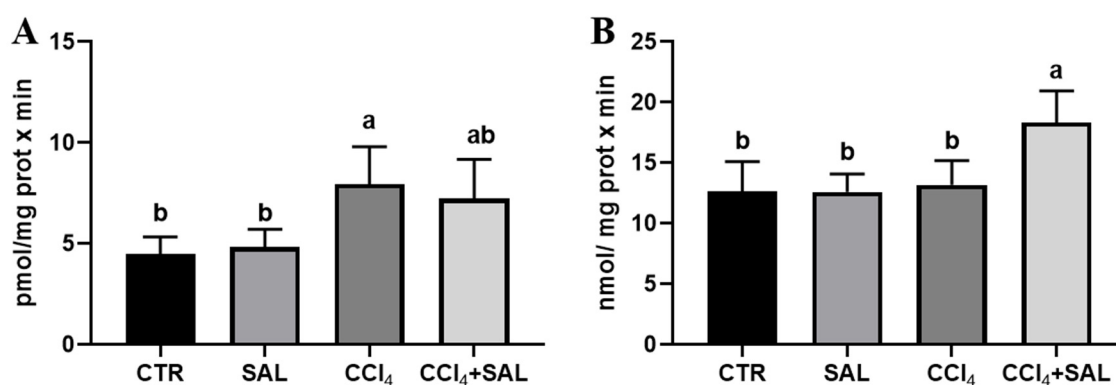 A
pmol/mg prot x min
15
10
5
0
b
b
a
ab
CTR
SAL
CCl₄
CCl₄+SAL
B
nmol/ mg prot x min
25
20
15
10
5
0
b
b
b
a
CTR
SAL
CCl₄
CCl₄+SAL